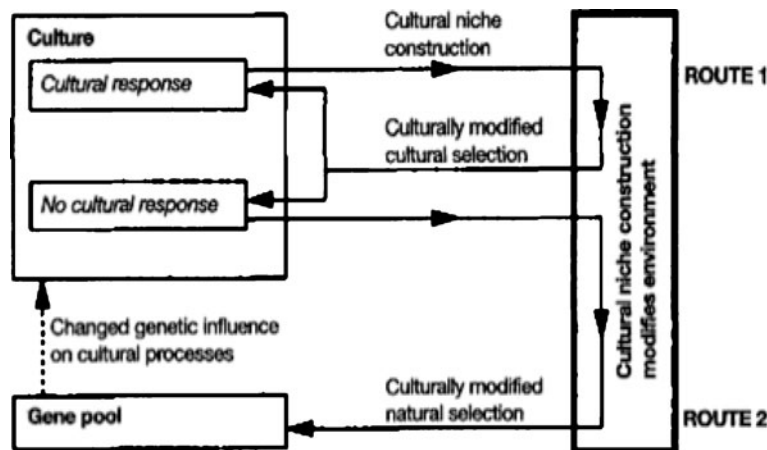 Culture
Cultural response
No cultural response
Cultural niche
construction
Culturally modified
cultural selection
ROUTE 1
Cultural niche construction
modifies environment
Changed genetic influence
on cultural processes
Gene pool
Culturally modified
natural selection
ROUTE 2